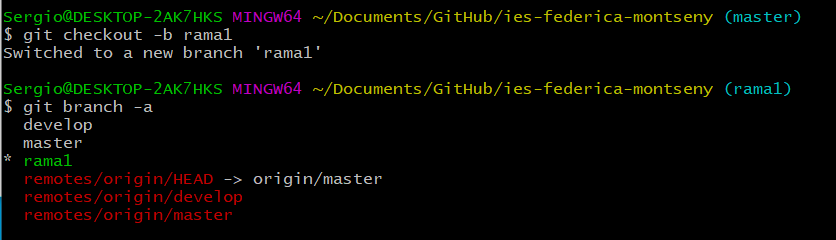 Sergio@DESKTOP-2AK7HKS MINGW64 ~/Documents/GitHub/ies-federica-montseny (master)
$ git checkout -b rama1
Switched to a new branch 'rama1'
Sergio@DESKTOP-2AK7HKS MINGW64 ~/Documents/GitHub/ies-federica-montseny (rama1)
$ git branch -a
  develop
  master
* rama1
  remotes/origin/HEAD -> origin/master
  remotes/origin/develop
  remotes/origin/master